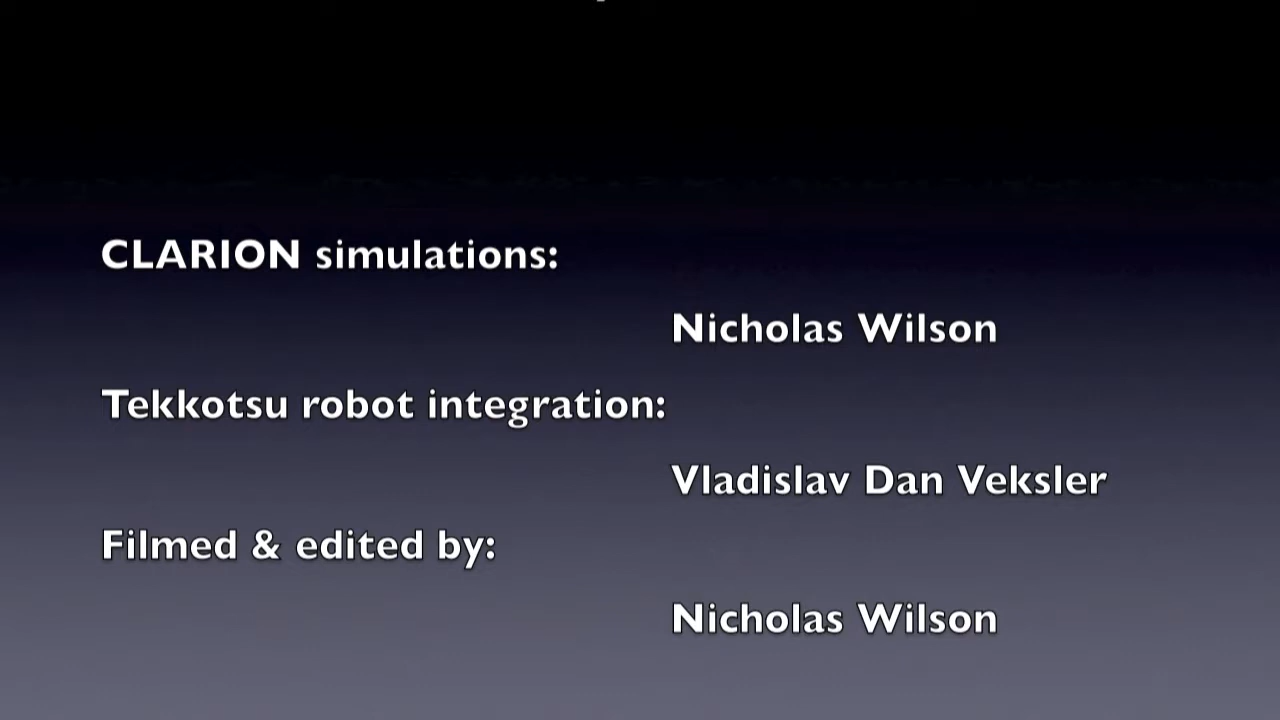 CLARION simulations:
Nicholas Wilson
Tekkotsu robot integration:
Vladislav Dan Veksler
Filmed & edited by:
Nicholas Wilson